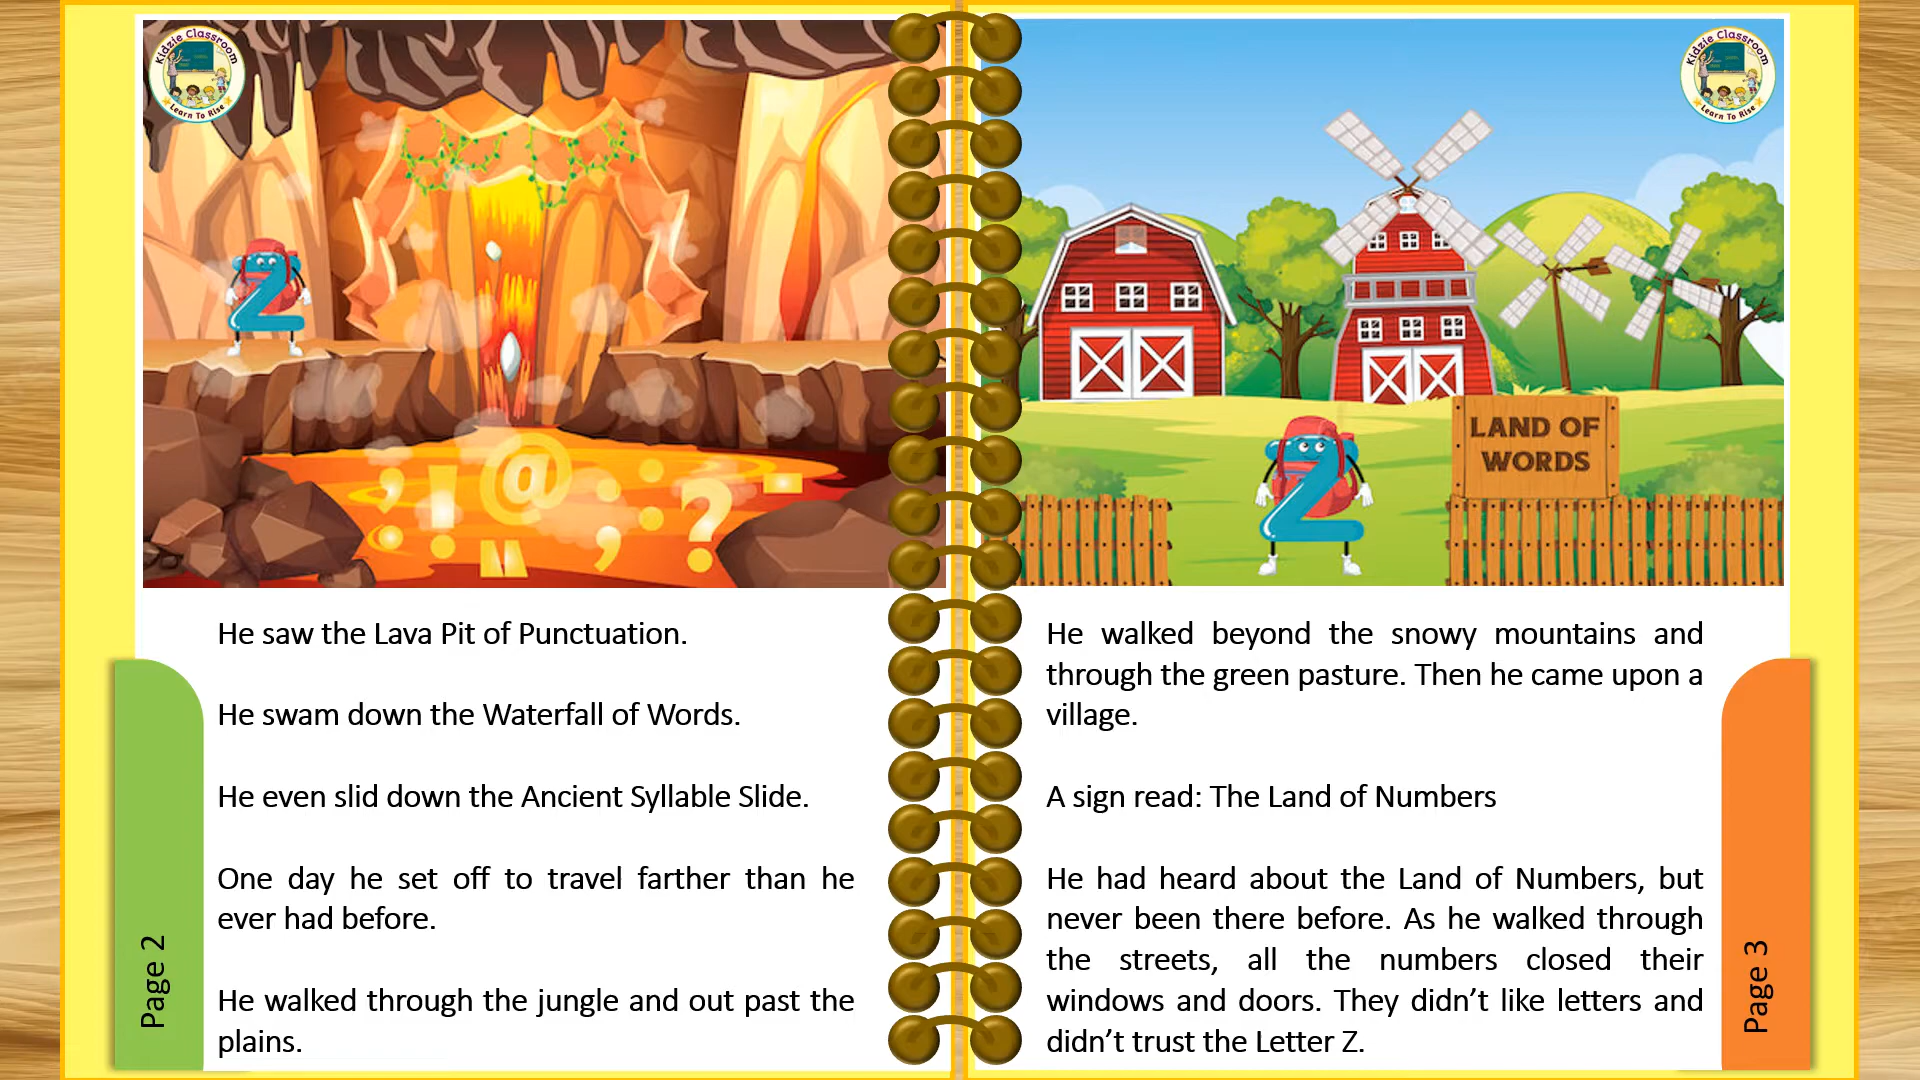 Kidzie Classroom
Learn To Rise
, ! @ : ; ? -
He saw the Lava Pit of Punctuation.
He swam down the Waterfall of Words.
He even slid down the Ancient Syllable Slide.
One day he set off to travel farther than he
ever had before.
He walked through the jungle and out past the
plains.
Page 2
Kidzie Classroom
Learn To Rise
LAND OF
WORDS
He walked beyond the snowy mountains and
through the green pasture. Then he came upon a
village.
A sign read: The Land of Numbers
He had heard about the Land of Numbers, but
never been there before. As he walked through
the streets, all the numbers closed their
windows and doors. They didn’t like letters and
didn’t trust the Letter Z.
Page 3